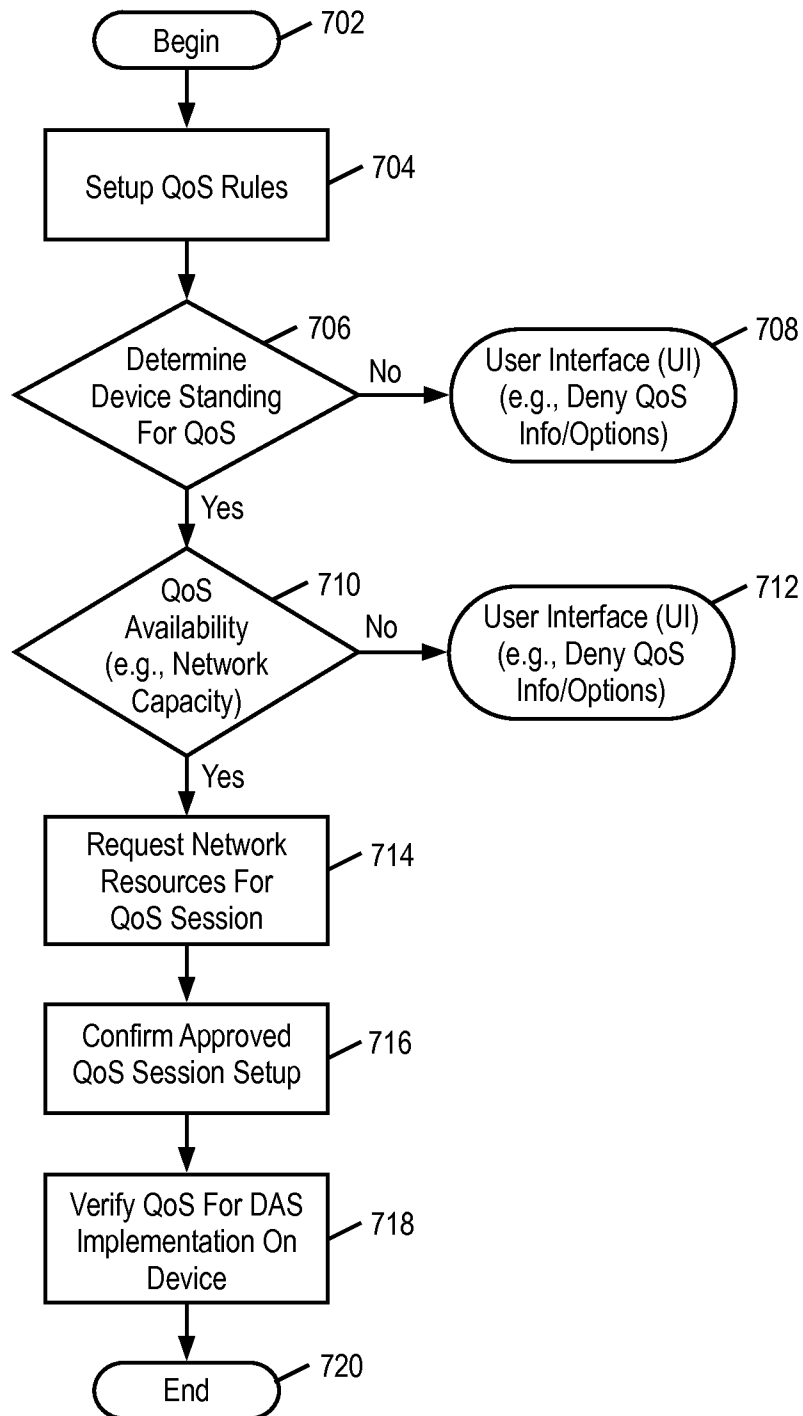 Begin
702
Setup QoS Rules
704
Determine
Device Standing
For QoS
706
No
User Interface (UI)
(e.g., Deny QoS
Info/Options)
708
Yes
QoS
Availability
(e.g., Network
Capacity)
710
No
User Interface (UI)
(e.g., Deny QoS
Info/Options)
712
Yes
Request Network
Resources For
QoS Session
714
Confirm Approved
QoS Session Setup
716
Verify QoS For DAS
Implementation On
Device
718
End
720